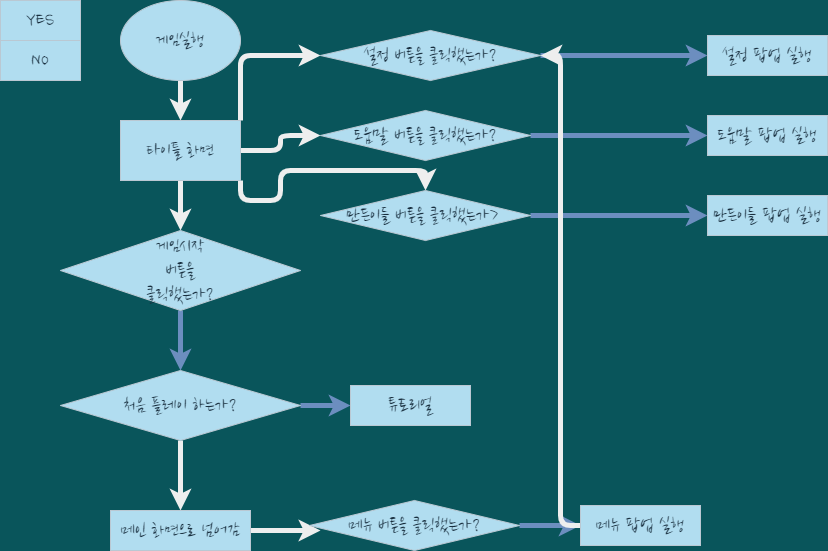 YES
NO
게임실행
설정 버튼을 클릭했는가?
설정 팝업 실행
타이틀 화면
도움말 버튼을 클릭했는가?
도움말 팝업 실행
만든이들 버튼을 클릭했는가>
만든이들 팝업 실행
게임시작
버튼을
클릭했는가?
처음 플레이 하는가?
튜토리얼
메인 화면으로 넘어감
메뉴 버튼을 클릭했는가?
메뉴 팝업 실행